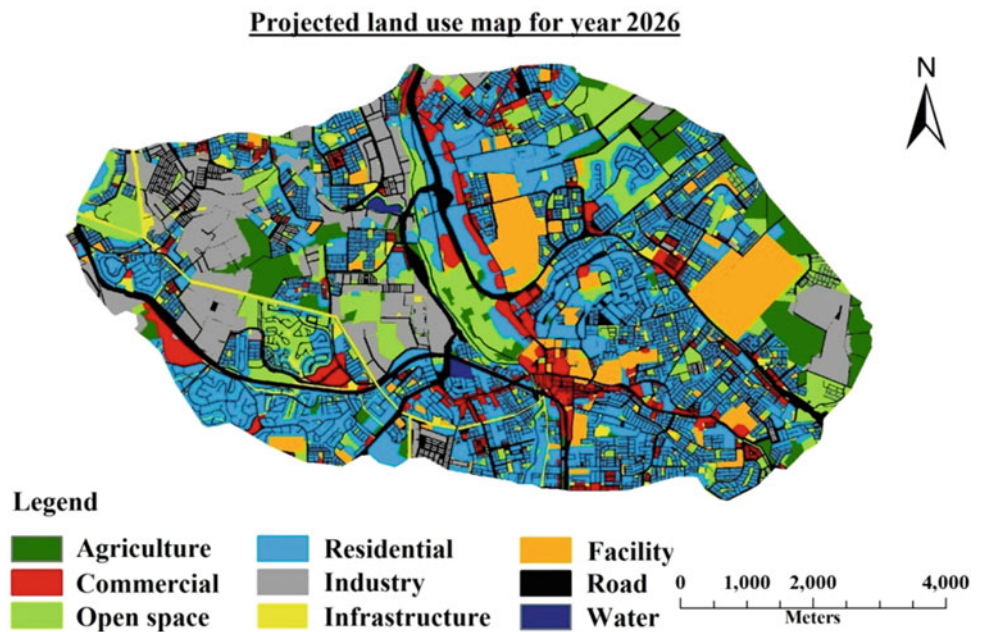 Projected land use map for year 2026
N
Legend
Agriculture
Residential
Facility
Commercial
Industry
Road
Open space
Infrastructure
Water
0 1,000 2,000 4,000
Meters